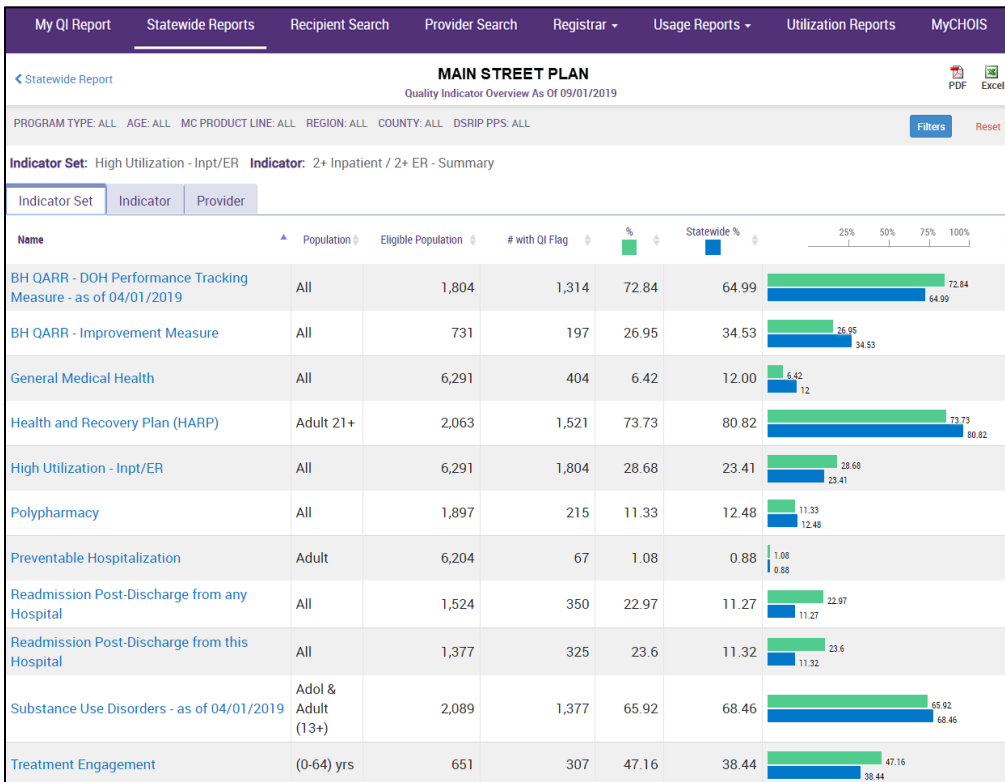 My QI Report Statewide Reports Recipient Search Provider Search Registrar Usage Reports Utilization Reports MyCHOIS
Statewide Report
MAIN STREET PLAN
Quality Indicator Overview As Of 09/01/2019
PDF Excel
PROGRAM TYPE: ALL AGE: ALL MC PRODUCT LINE: ALL REGION: ALL COUNTY: ALL DSRIP PPS: ALL
Filters Reset
Indicator Set: High Utilization - Inpt/ER Indicator: 2+ Inpatient / 2+ ER - Summary
Indicator Set Indicator Provider
Name Population Eligible Population # with QI Flag % Statewide % 25% 50% 75% 100%
BH QARR - DOH Performance Tracking
Measure - as of 04/01/2019 All 1,804 1,314 72.84 64.99 72.84
64.99
BH QARR - Improvement Measure All 731 197 26.95 34.53 26.95
34.53
General Medical Health All 6,291 404 6.42 12.00 6.42
12
Health and Recovery Plan (HARP) Adult 21+ 2,063 1,521 73.73 80.82 73.73
80.82
High Utilization - Inpt/ER All 6,291 1,804 28.68 23.41 28.68
23.41
Polypharmacy All 1,897 215 11.33 12.48 11.33
12.48
Preventable Hospitalization Adult 6,204 67 1.08 0.88 1.08
0.88
Readmission Post-Discharge from any
Hospital All 1,524 350 22.97 11.27 22.97
11.27
Readmission Post-Discharge from this
Hospital All 1,377 325 23.6 11.32 23.6
11.32
Substance Use Disorders - as of 04/01/2019 Adol &
Adult
(13+) 2,089 1,377 65.92 68.46 65.92
68.46
Treatment Engagement (0-64) yrs 651 307 47.16 38.44 47.16
38.44